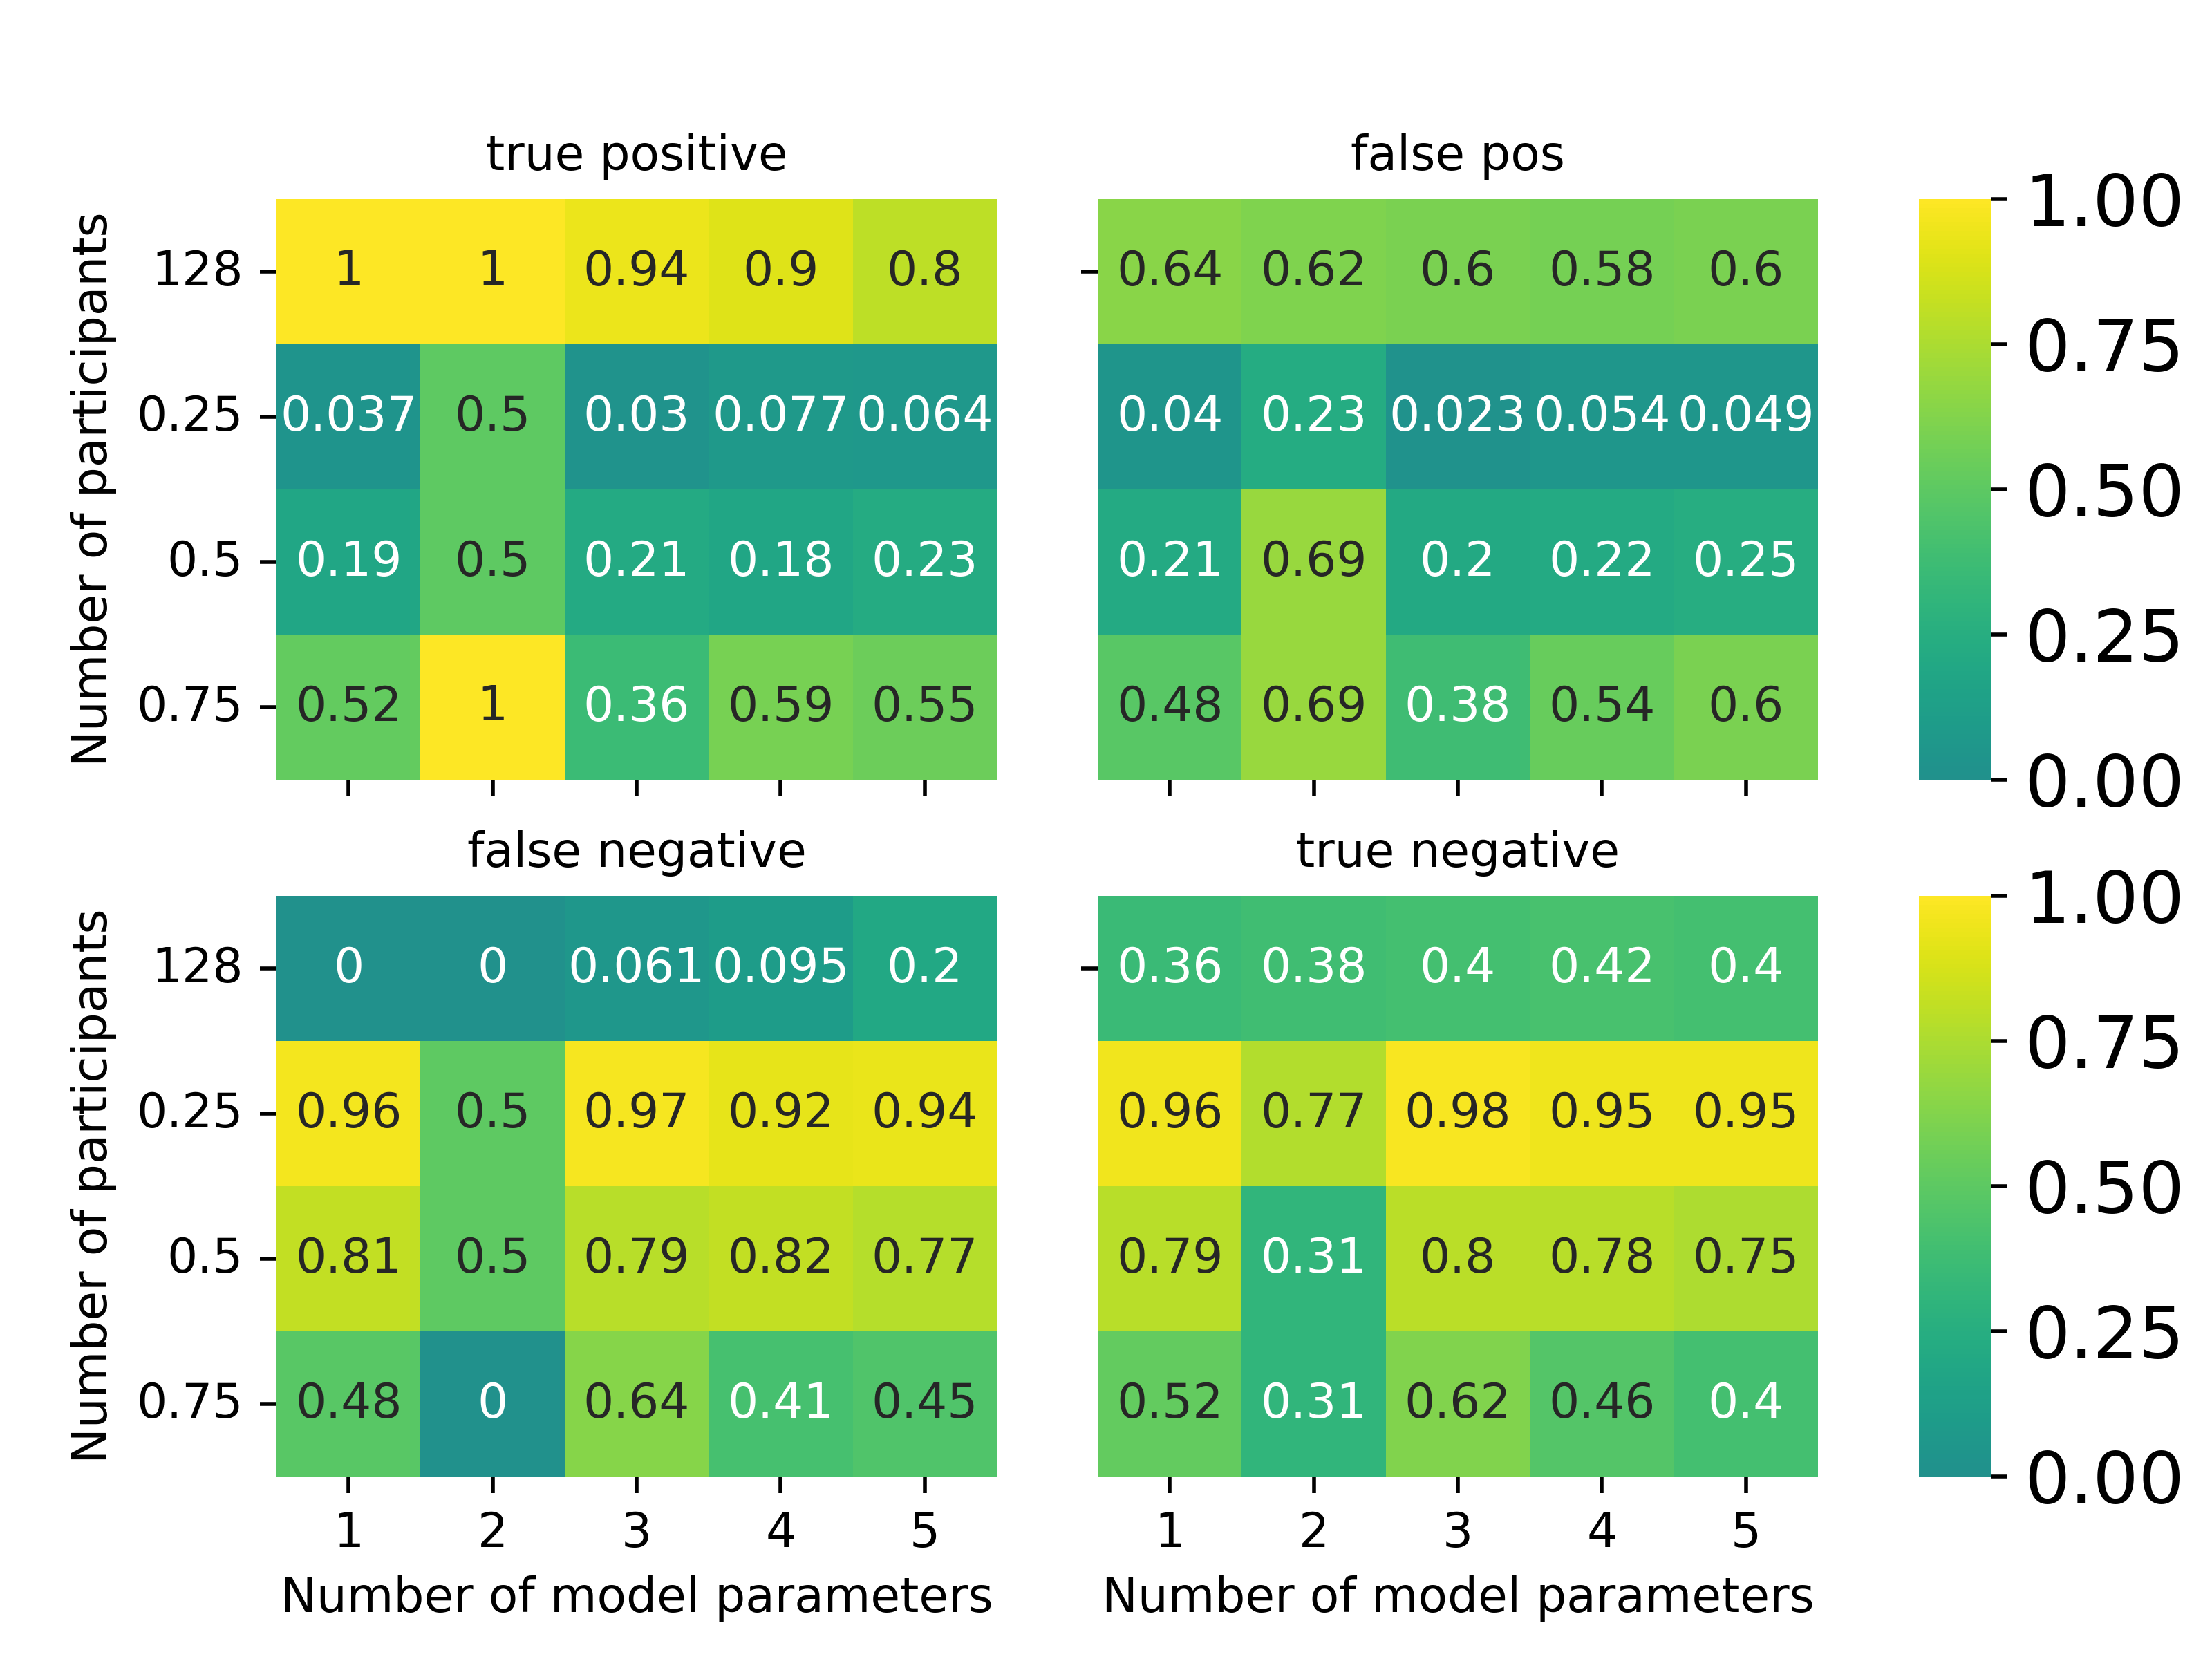 true positive
false pos
Number of participants
128 1 1 0.94 0.9 0.8
0.25 0.037 0.5 0.03 0.077 0.064
0.5 0.19 0.5 0.21 0.18 0.23
0.75 0.52 1 0.36 0.59 0.55
0.64 0.62 0.6 0.58 0.6
0.04 0.23 0.023 0.054 0.049
0.21 0.69 0.2 0.22 0.25
0.48 0.69 0.38 0.54 0.6
1.00
0.75
0.50
0.25
0.00
false negative
true negative
Number of participants
128 0 0 0.061 0.095 0.2
0.25 0.96 0.5 0.97 0.92 0.94
0.5 0.81 0.5 0.79 0.82 0.77
0.75 0.48 0 0.64 0.41 0.45
1 2 3 4 5
Number of model parameters
0.36 0.38 0.4 0.42 0.4
0.96 0.77 0.98 0.95 0.95
0.79 0.31 0.8 0.78 0.75
0.52 0.31 0.62 0.46 0.4
1 2 3 4 5
Number of model parameters
1.00
0.75
0.50
0.25
0.00